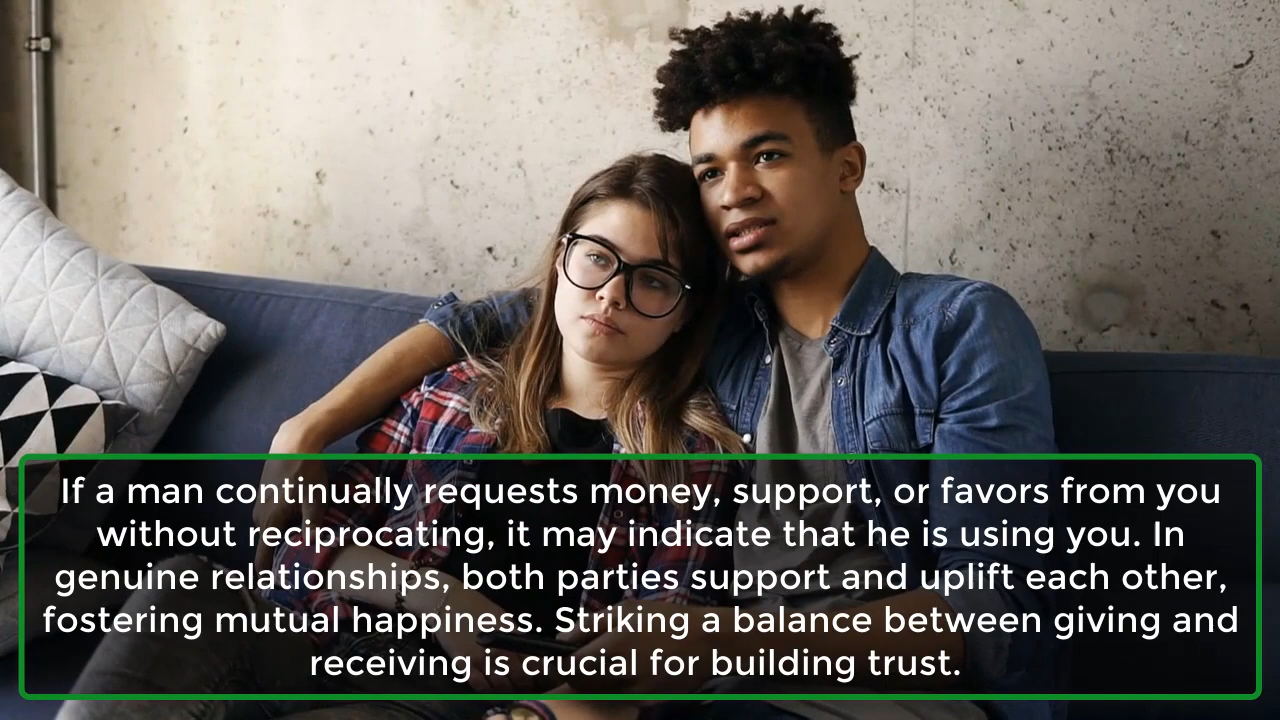 If a man continually requests money, support, or favors from you
without reciprocating, it may indicate that he is using you. In
genuine relationships, both parties support and uplift each other,
fostering mutual happiness. Striking a balance between giving and
receiving is crucial for building trust.